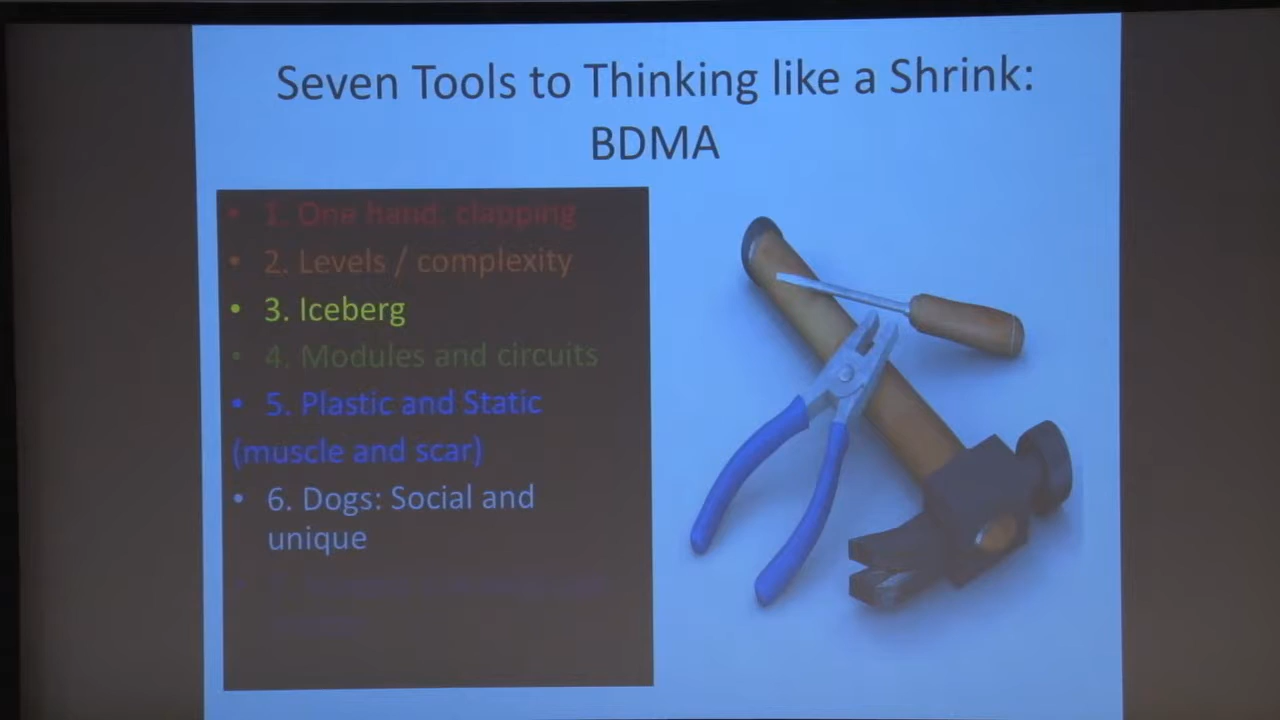 Seven Tools to Thinking like a Shrink:
BDMA
• 1. One hand: clapping
• 2. Levels / complexity
• 3. Iceberg
• 4. Modules and circuits
• 5. Plastic and Static
(muscle and scar)
• 6. Dogs: Social and
unique